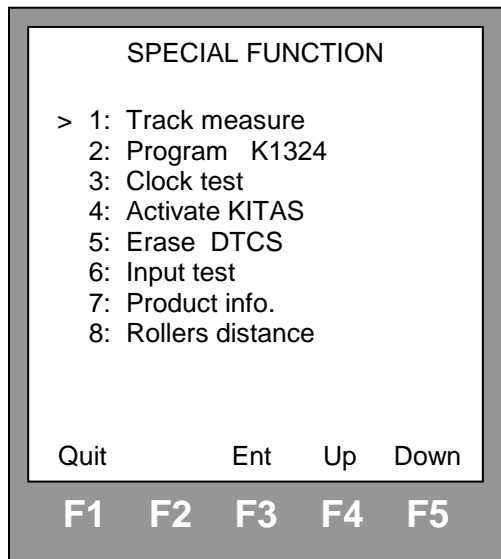 SPECIAL FUNCTION
> 1: Track measure
2: Program K1324
3: Clock test
4: Activate KITAS
5: Erase DTCS
6: Input test
7: Product info.
8: Rollers distance
Quit Ent Up Down
F1 F2 F3 F4 F5